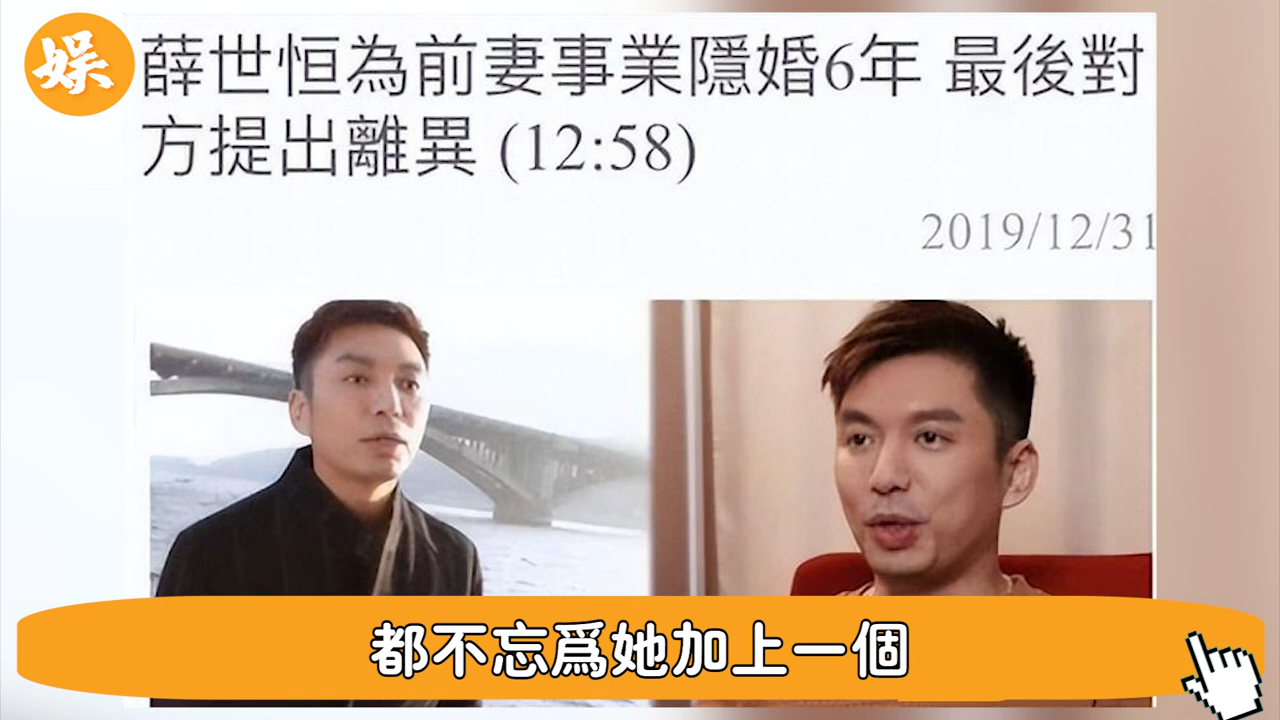 娛
薛世恒為前妻事業隱婚6年 最後對
方提出離異 (12:58)
2019/12/31
都不忘爲她加上一個